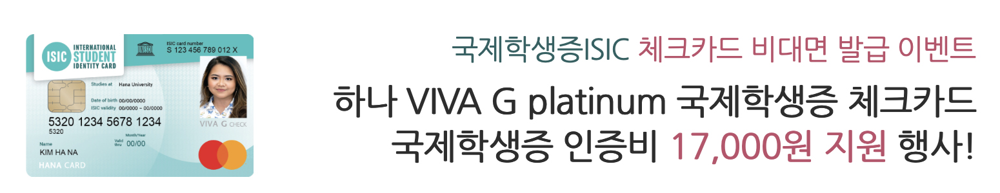 ISIC
INTERNATIONAL
STUDENT
IDENTITY CARD
UNESCO
ISIC card number
S 123 456 789 012 X
Studies at Hana University
Date of birth 00/00/0000
ISIC validity 00/0000 ~ 00/0000
5320 1234 5678 1234
5320
VIVA G CHECK
Month/Year
Valid thru 00/00
Name
KIM HA NA
HANA CARD
국제학생증ISIC 체크카드 비대면 발급 이벤트
하나 VIVA G platinum 국제학생증 체크카드
국제학생증 인증비 17,000원 지원 행사!